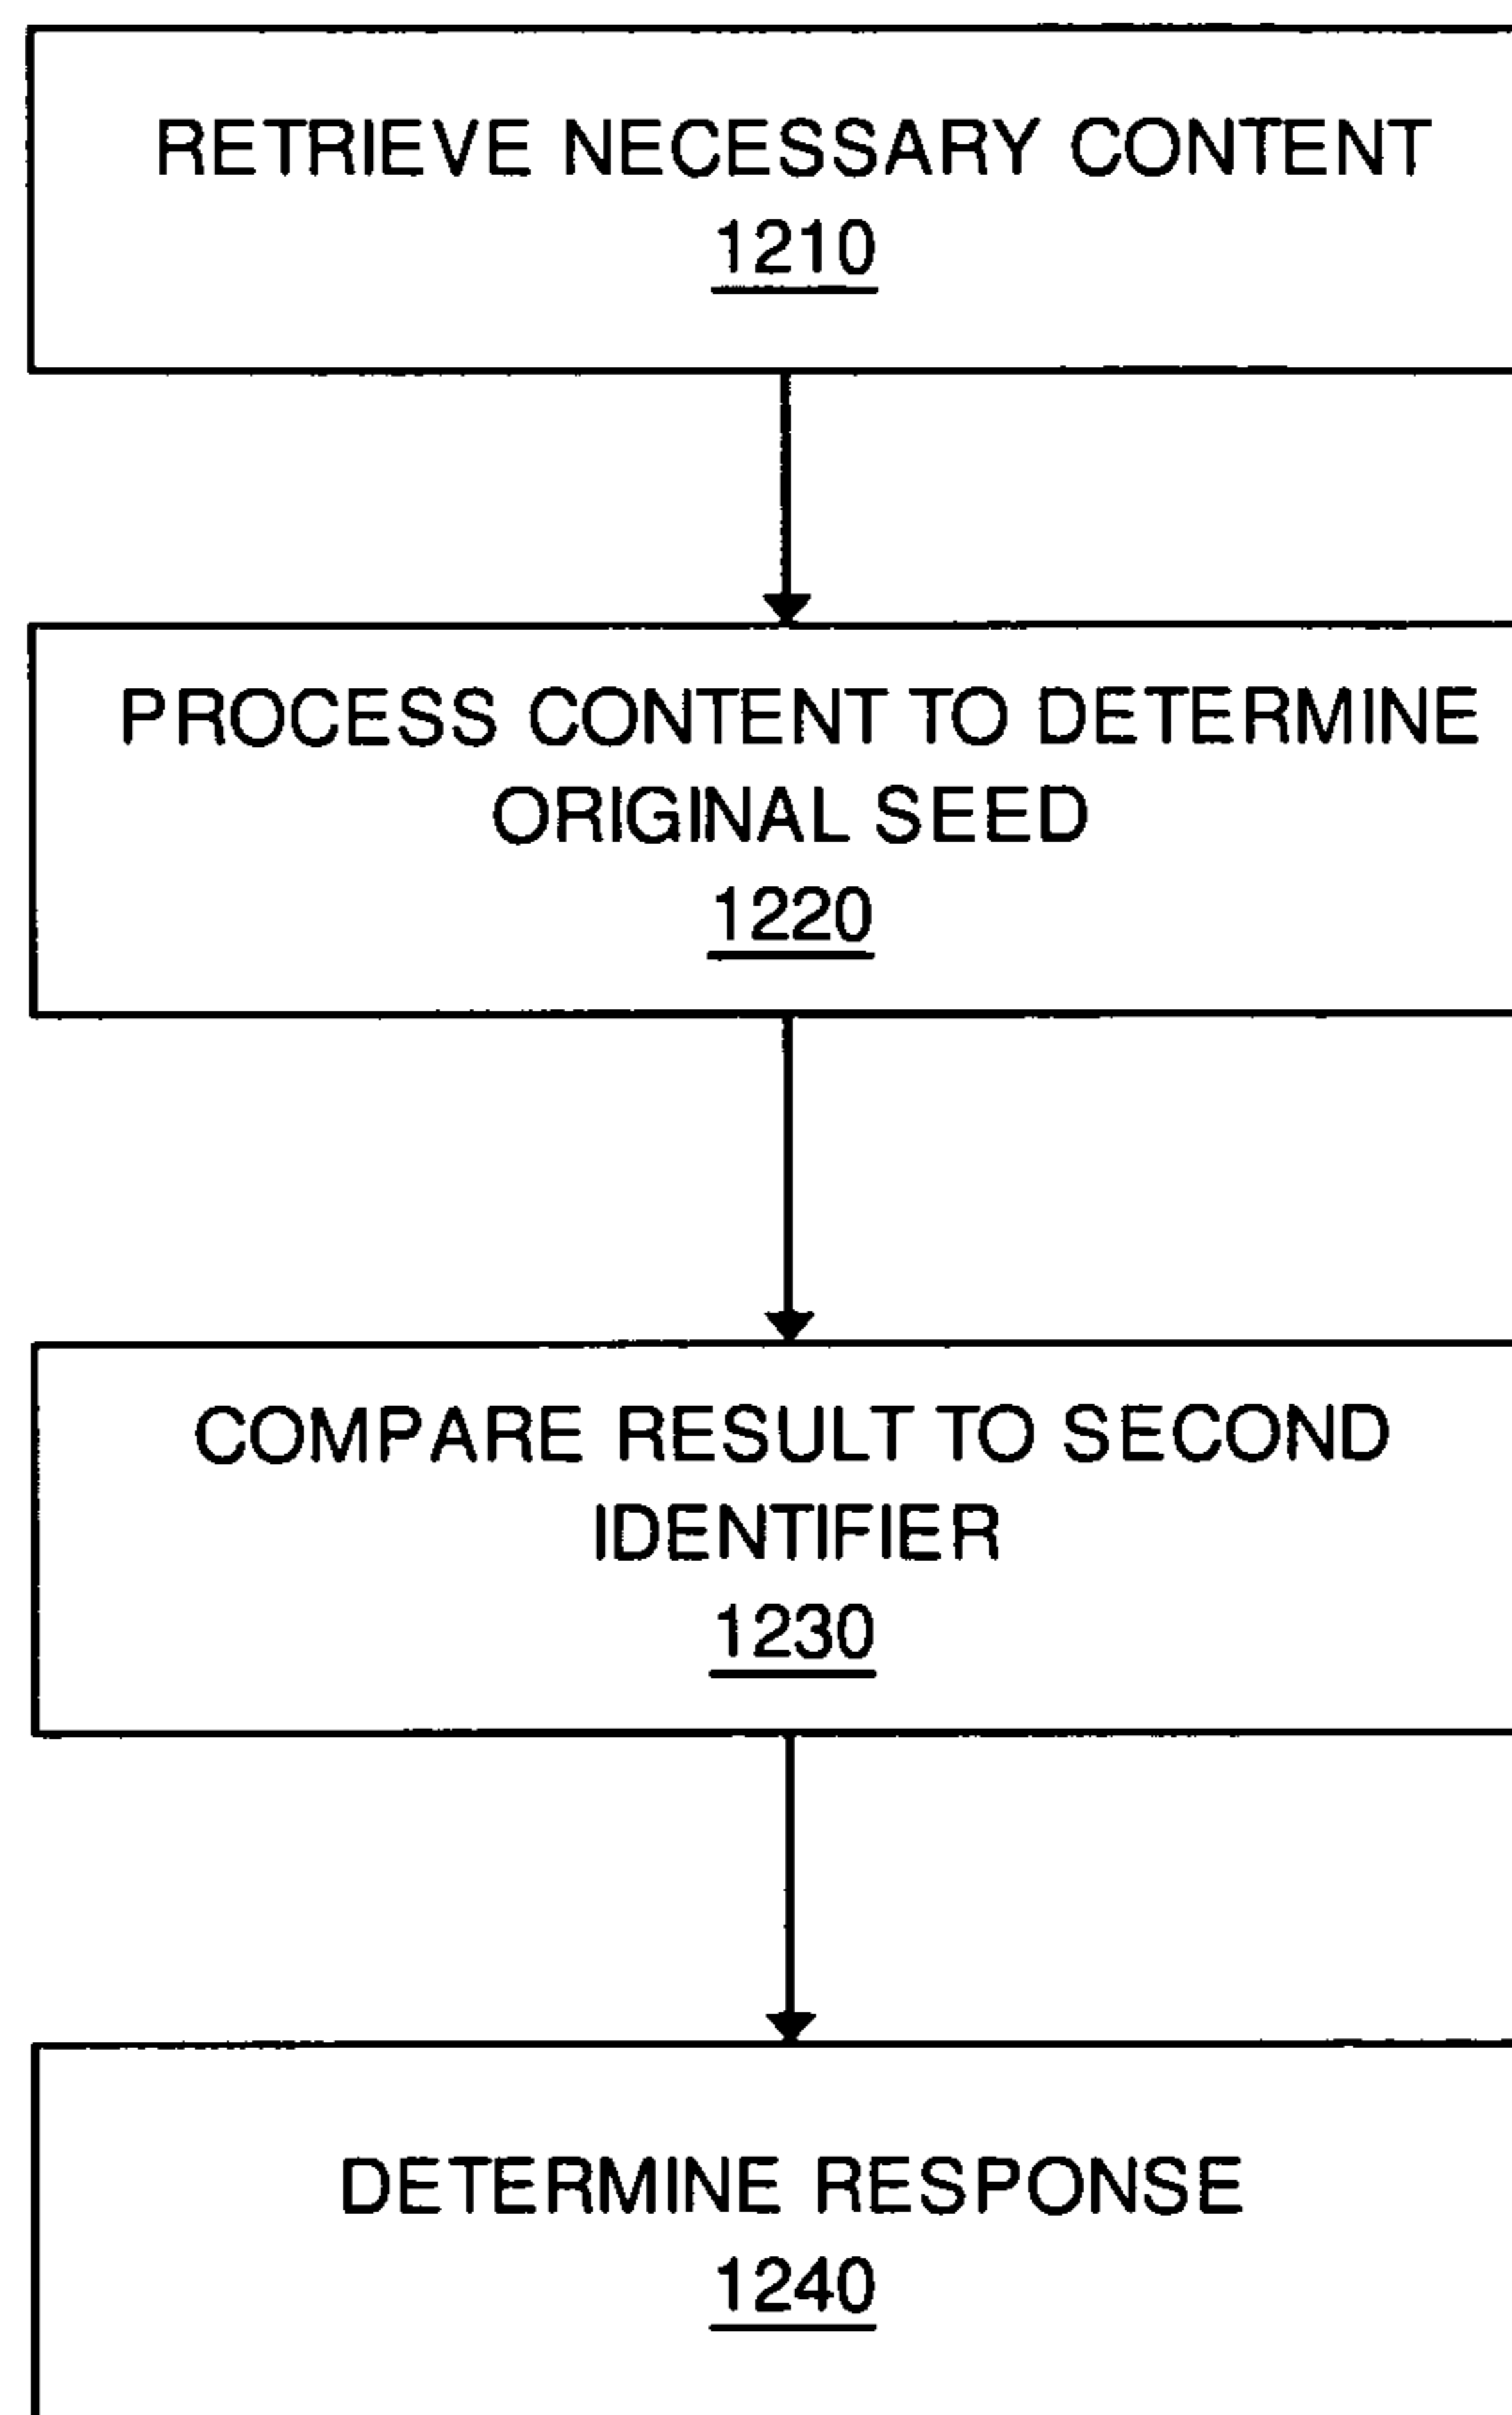 RETRIEVE NECESSARY CONTENT
1210
PROCESS CONTENT TO DETERMINE
ORIGINAL SEED
1220
COMPARE RESULT TO SECOND
IDENTIFIER
1230
DETERMINE RESPONSE
1240